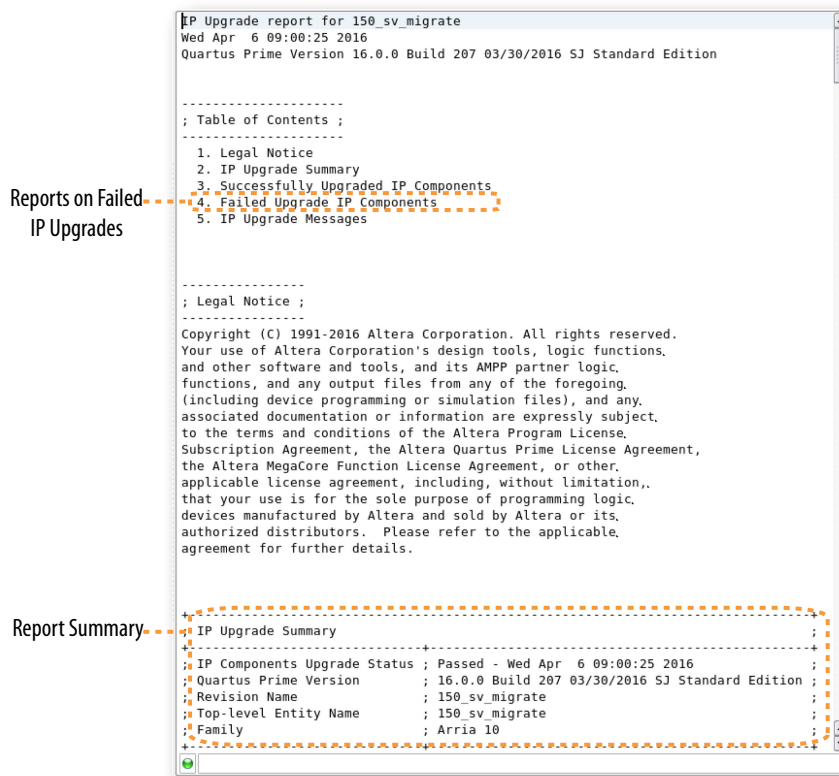 IP Upgrade report for 150_sv_migrate
Wed Apr  6 09:00:25 2016
Quartus Prime Version 16.0.0 Build 207 03/30/2016 SJ Standard Edition
---------------------
; Table of Contents ;
---------------------
1. Legal Notice
2. IP Upgrade Summary
3. Successfully Upgraded IP Components
Reports on Failed
IP Upgrades
4. Failed Upgrade IP Components
5. IP Upgrade Messages
----------------
; Legal Notice ;
----------------
Copyright (C) 1991-2016 Altera Corporation. All rights reserved.
Your use of Altera Corporation's design tools, logic functions.
and other software and tools, and its AMPP partner logic.
functions, and any output files from any of the foregoing.
(including device programming or simulation files), and any.
associated documentation or information are expressly subject.
to the terms and conditions of the Altera Program License.
Subscription Agreement, the Altera Quartus Prime License Agreement,
the Altera MegaCore Function License Agreement, or other.
applicable license agreement, including, without limitation,.
that your use is for the sole purpose of programming logic.
devices manufactured by Altera and sold by Altera or its.
authorized distributors.  Please refer to the applicable.
agreement for further details.
Report Summary
; IP Upgrade Summary ;
; IP Components Upgrade Status ; Passed - Wed Apr  6 09:00:25 2016 ;
; Quartus Prime Version ; 16.0.0 Build 207 03/30/2016 SJ Standard Edition ;
; Revision Name ; 150_sv_migrate ;
; Top-level Entity Name ; 150_sv_migrate ;
; Family ; Arria 10 ;